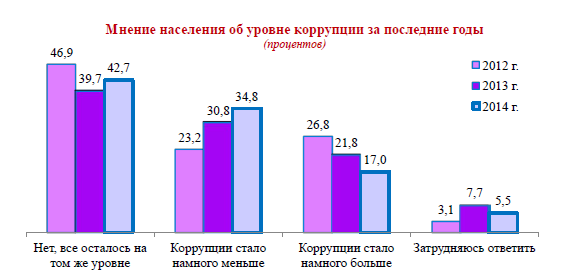 Мнение населения об уровне коррупции за последние годы
(процентов)
46,9
39,7
42,7
23,2
30,8
34,8
26,8
21,8
17,0
3,1
7,7
5,5
2012 г.
2013 г.
2014 г.
Нет, все осталось на
том же уровне
Коррупции стало
намного меньше
Коррупции стало
намного больше
Затрудняюсь ответить